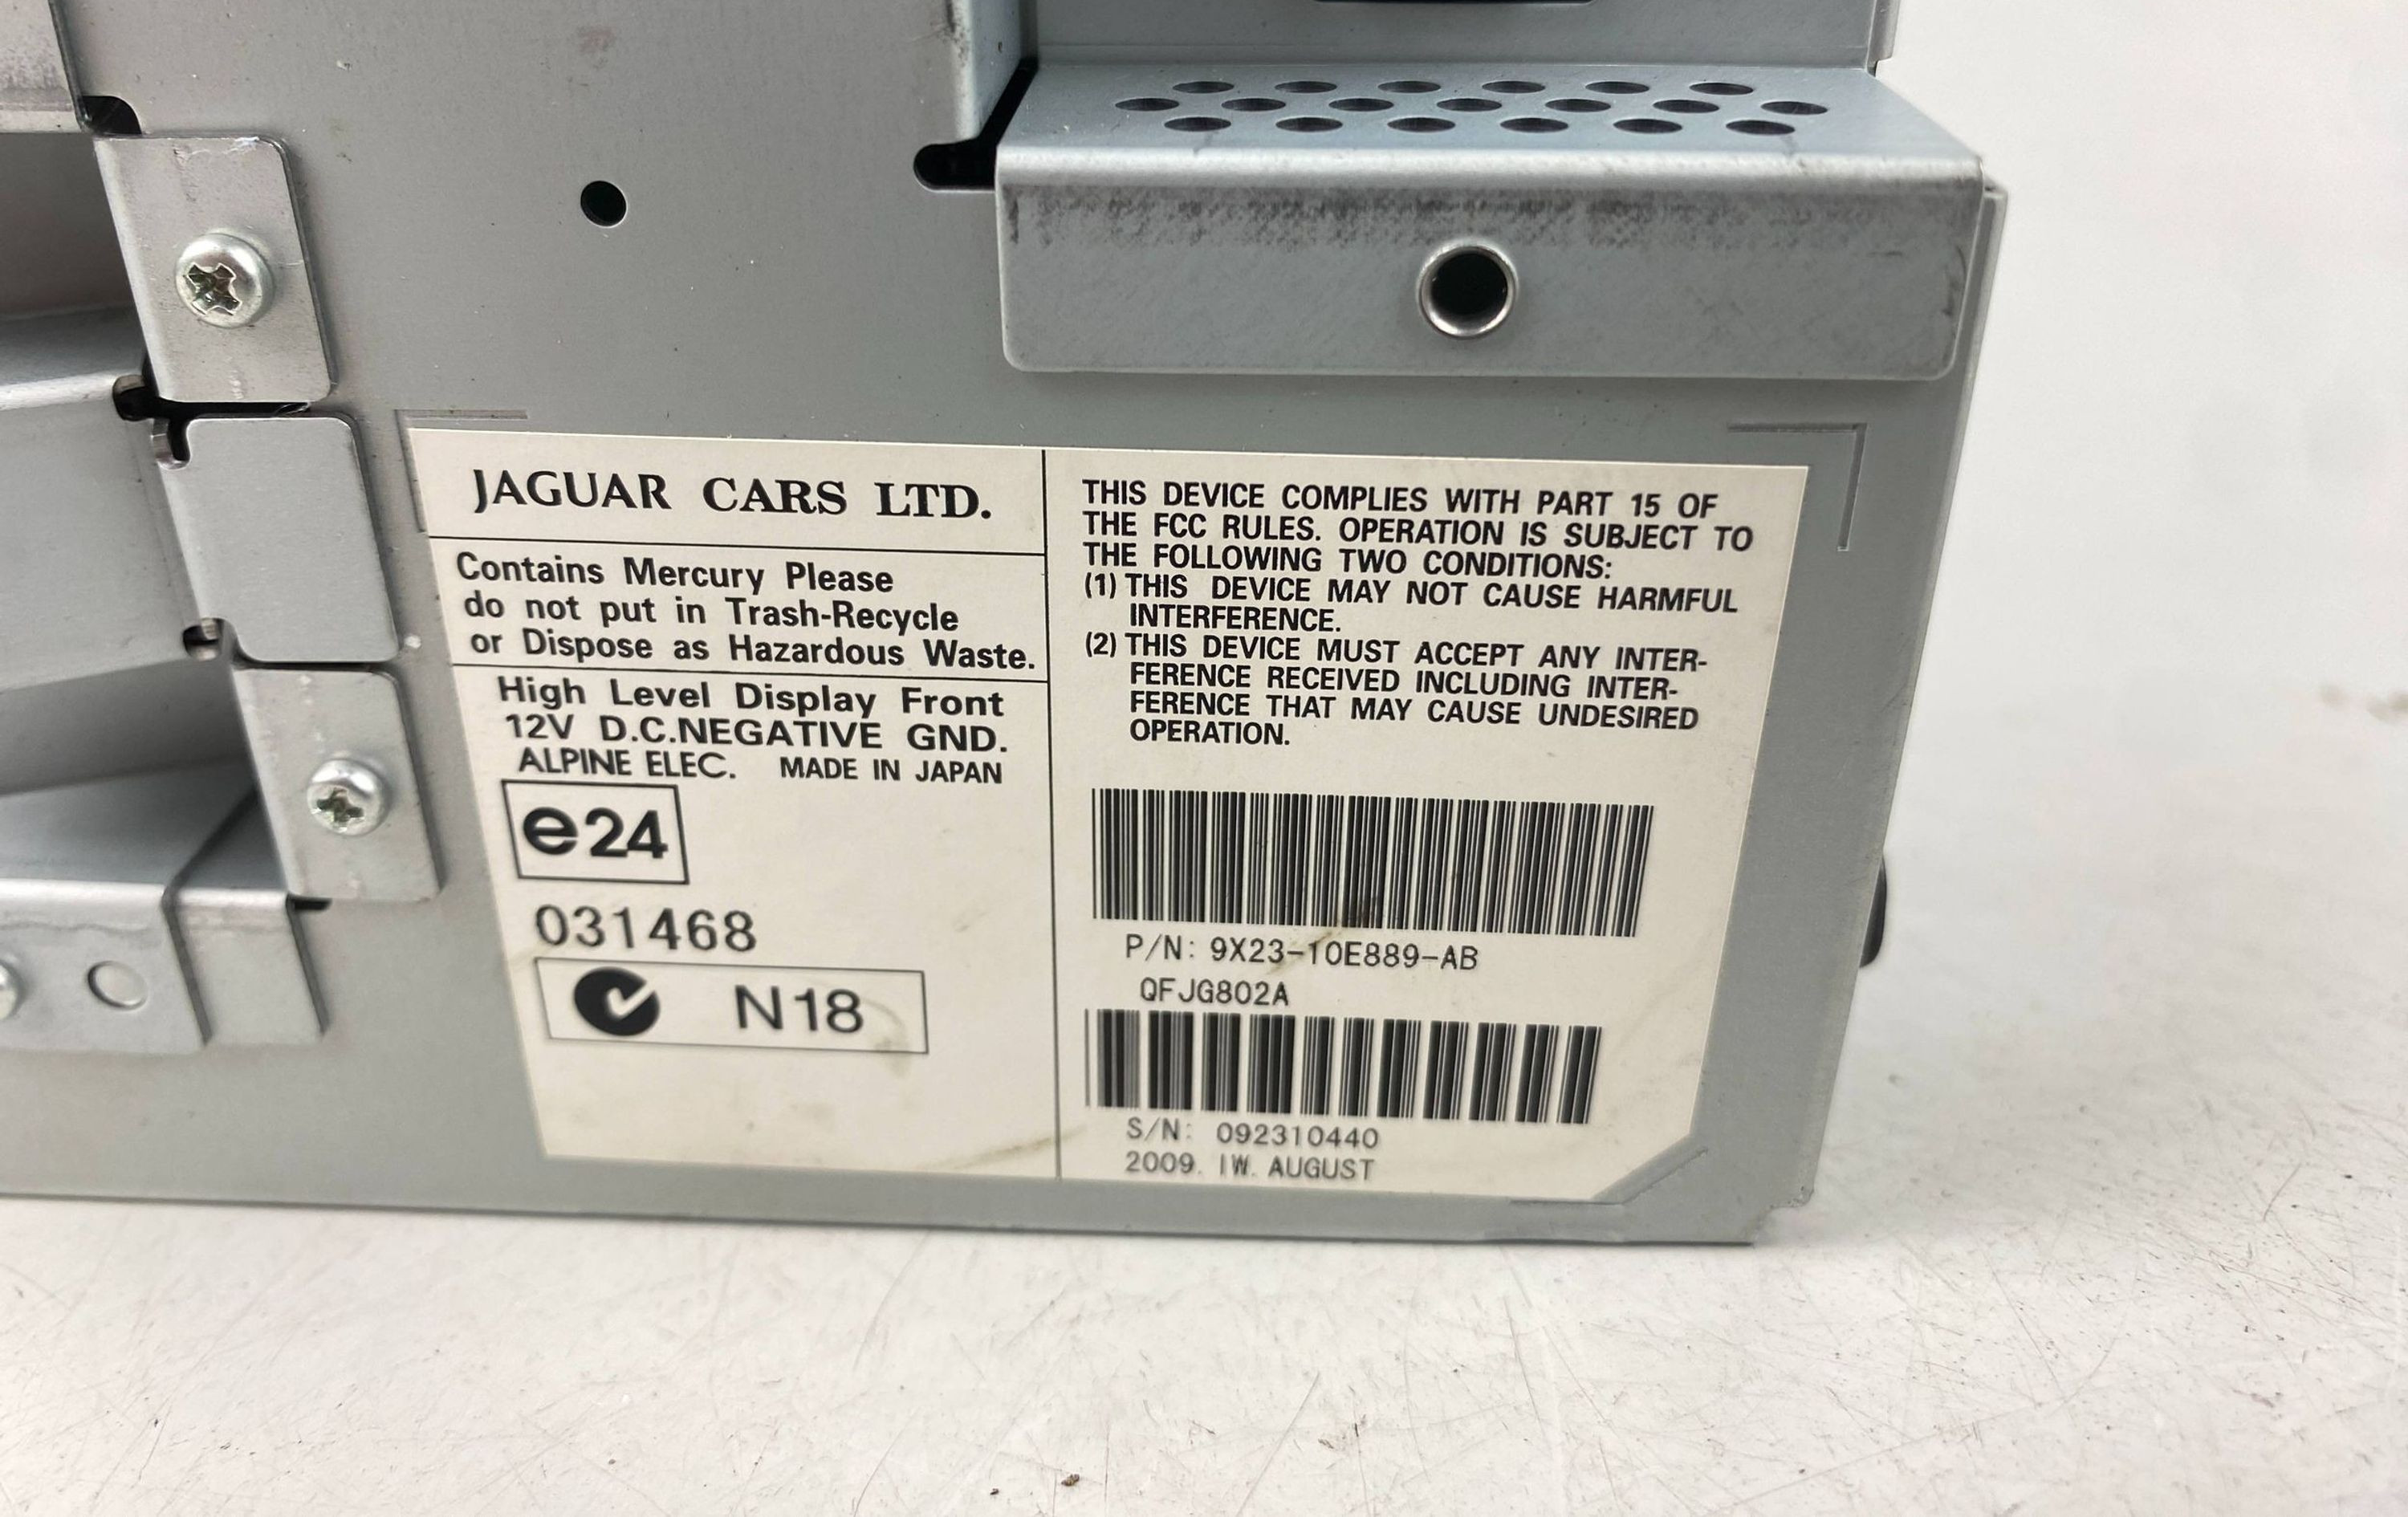 JAGUAR CARS LTD.
Contains Mercury Please
do not put in Trash-Recycle
or Dispose as Hazardous Waste.
High Level Display Front
12V D.C.NEGATIVE GND.
ALPINE ELEC. MADE IN JAPAN
e24
031468
N18
THIS DEVICE COMPLIES WITH PART 15 OF
THE FCC RULES. OPERATION IS SUBJECT TO
THE FOLLOWING TWO CONDITIONS:
(1) THIS DEVICE MAY NOT CAUSE HARMFUL
INTERFERENCE.
(2) THIS DEVICE MUST ACCEPT ANY INTER-
FERENCE RECEIVED INCLUDING INTER-
FERENCE THAT MAY CAUSE UNDESIRED
OPERATION.
P/N: 9X23-10E889-AB
QFJG802A
S/N: 092310440
2009. 1W. AUGUST